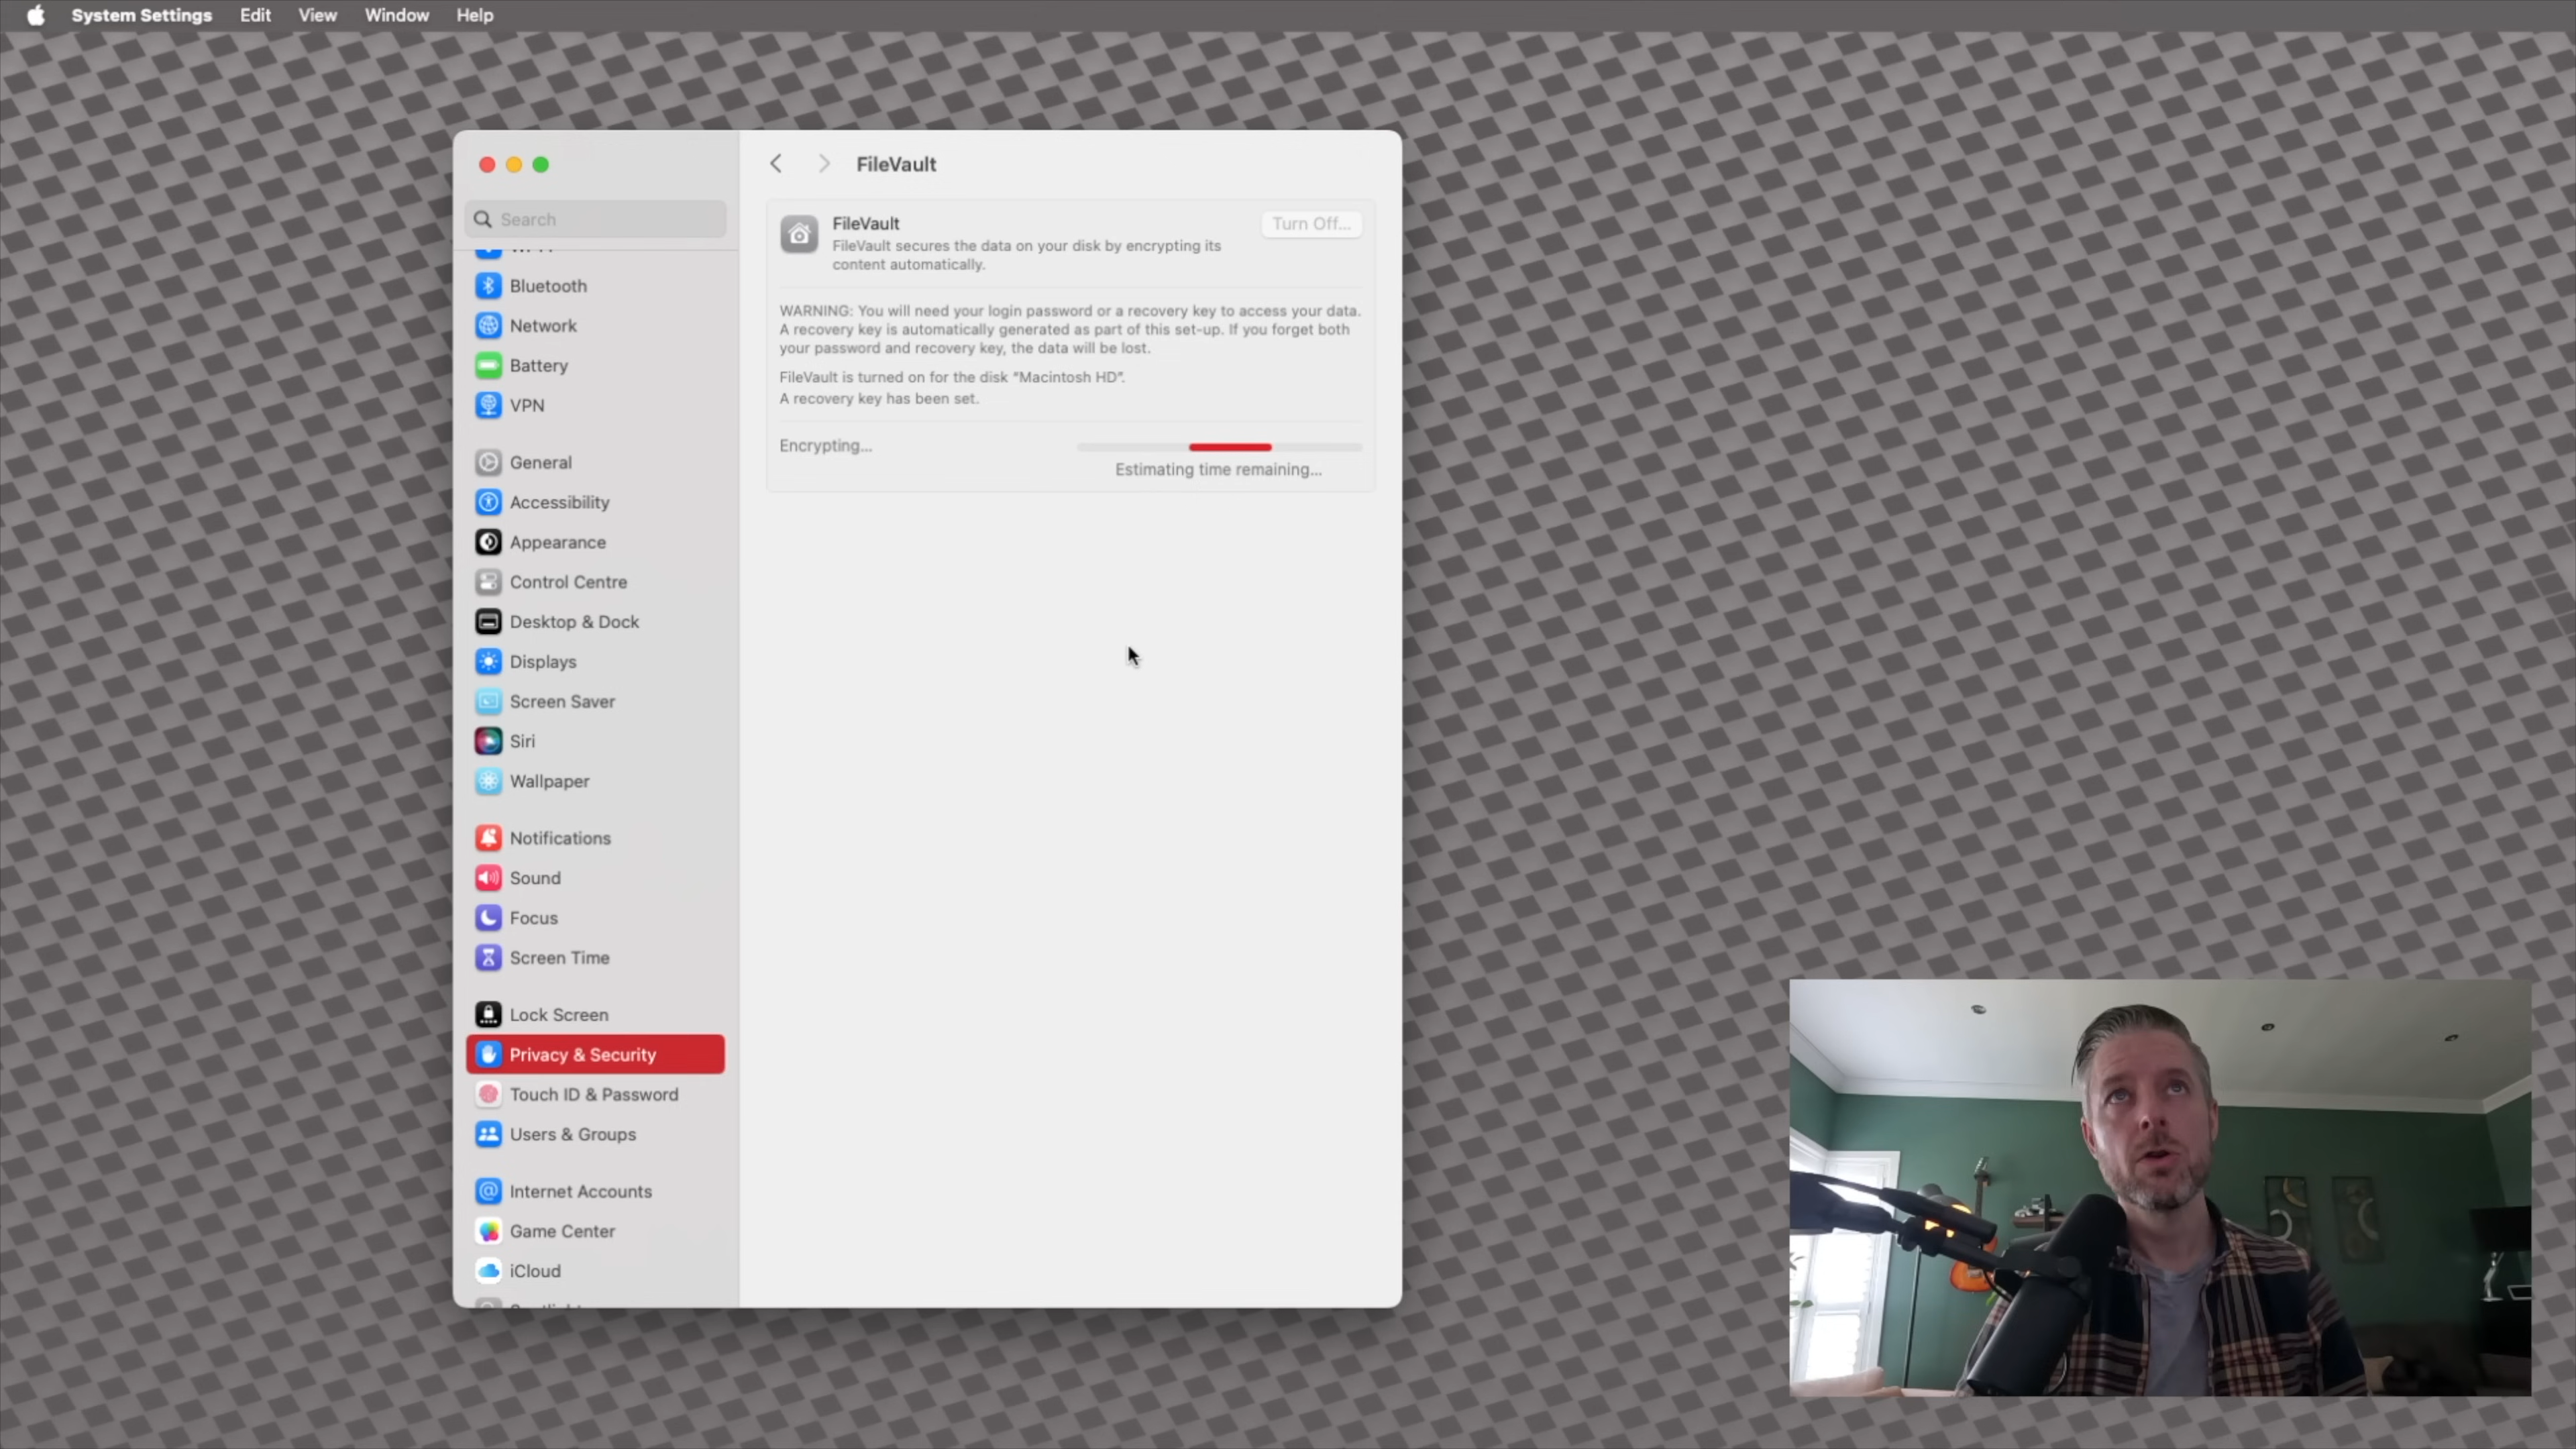 System Settings Edit View Window Help
FileVault
Search
Bluetooth
Network
Battery
VPN
General
Accessibility
Appearance
Control Centre
Desktop & Dock
Displays
Screen Saver
Siri
Wallpaper
Notifications
Sound
Focus
Screen Time
Lock Screen
Privacy & Security
Touch ID & Password
Users & Groups
Internet Accounts
Game Center
iCloud
FileVault
Turn Off...
FileVault secures the data on your disk by encrypting its
content automatically.
WARNING: You will need your login password or a recovery key to access your data.
A recovery key is automatically generated as part of this set-up. If you forget both
your password and recovery key, the data will be lost.
FileVault is turned on for the disk “Macintosh HD”.
A recovery key has been set.
Encrypting...
Estimating time remaining...